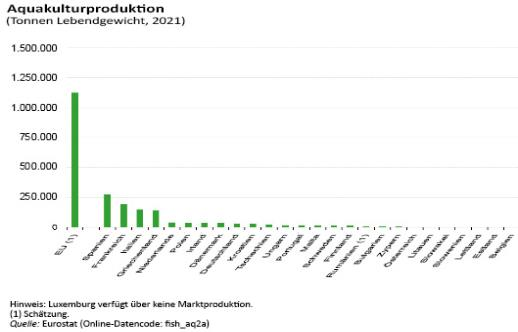 Aquakulturproduktion
(Tonnen Lebendgewicht, 2021)
1.500.000
1.250.000
1.000.000
750.000
500.000
250.000
0
EU (1)
Spanien
Frankreich
Italien
Griechenland
Niederlande
Polen
Irland
Dänemark
Deutschland
Kroatien
Tschechien
Ungarn
Portugal
Malta
Schweden
Finnland
Rumänien (1)
Bulgarien
Zypern
Österreich
Litauen
Slowakei
Slowenien
Lettland
Estland
Belgien
Hinweis: Luxemburg verfügt über keine Marktproduktion.
(1) Schätzung.
Quelle: Eurostat (Online-Datencode: fish_aq2a)